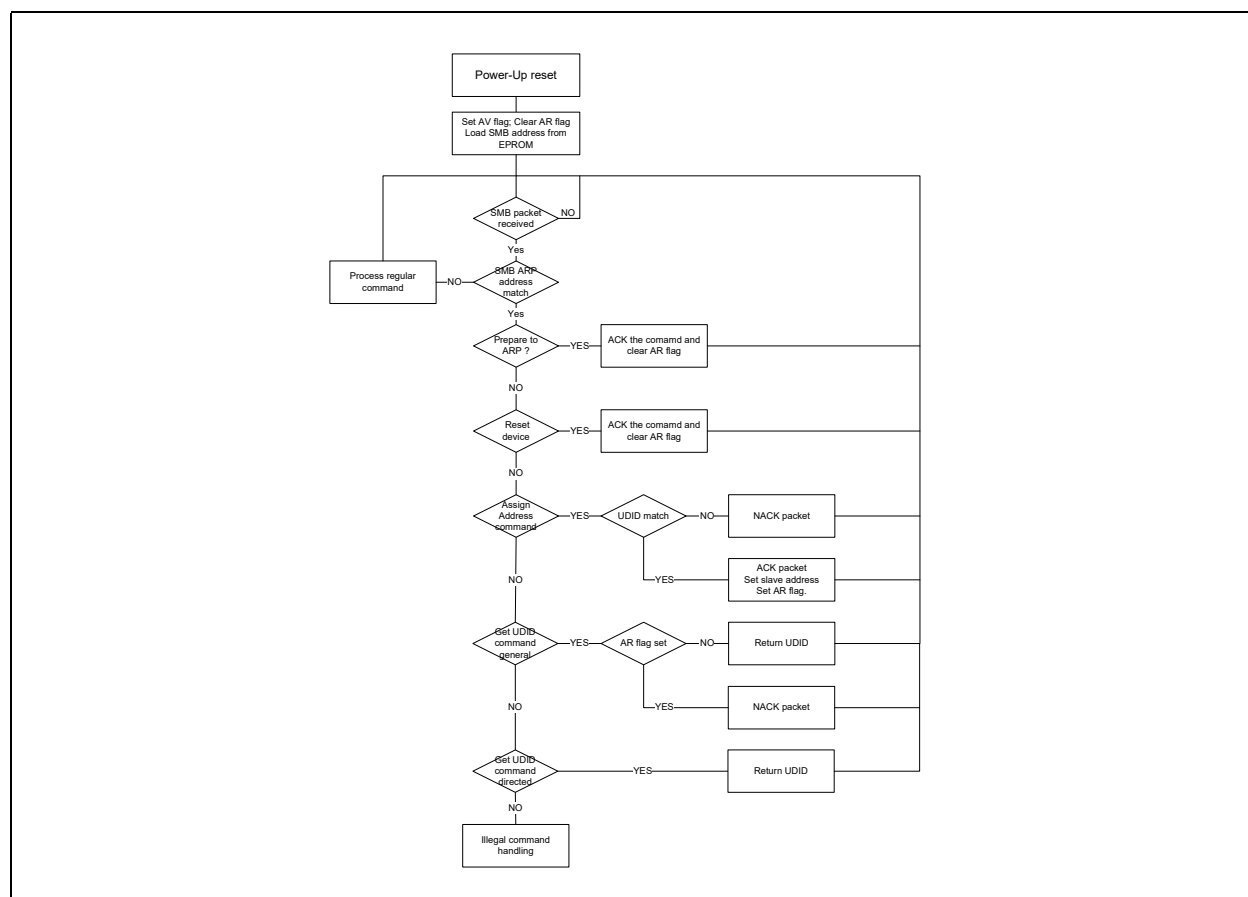 Power-Up reset
Set AV flag; Clear AR flag
Load SMB address from
EPROM
SMB packet
received
NO
Yes
SMB ARP
address
match
NO
Process regular
command
Yes
Prepare to
ARP ?
YES
ACK the comamd and
clear AR flag
NO
Reset
device
YES
ACK the comamd and
clear AR flag
NO
Assign
Address
command
YES
UDID match
NO
NACK packet
YES
ACK packet
Set slave address
Set AR flag.
NO
Get UDID
command
general
YES
AR flag set
NO
Return UDID
YES
NACK packet
NO
Get UDID
command
directed
YES
Return UDID
NO
Illegal command
handling